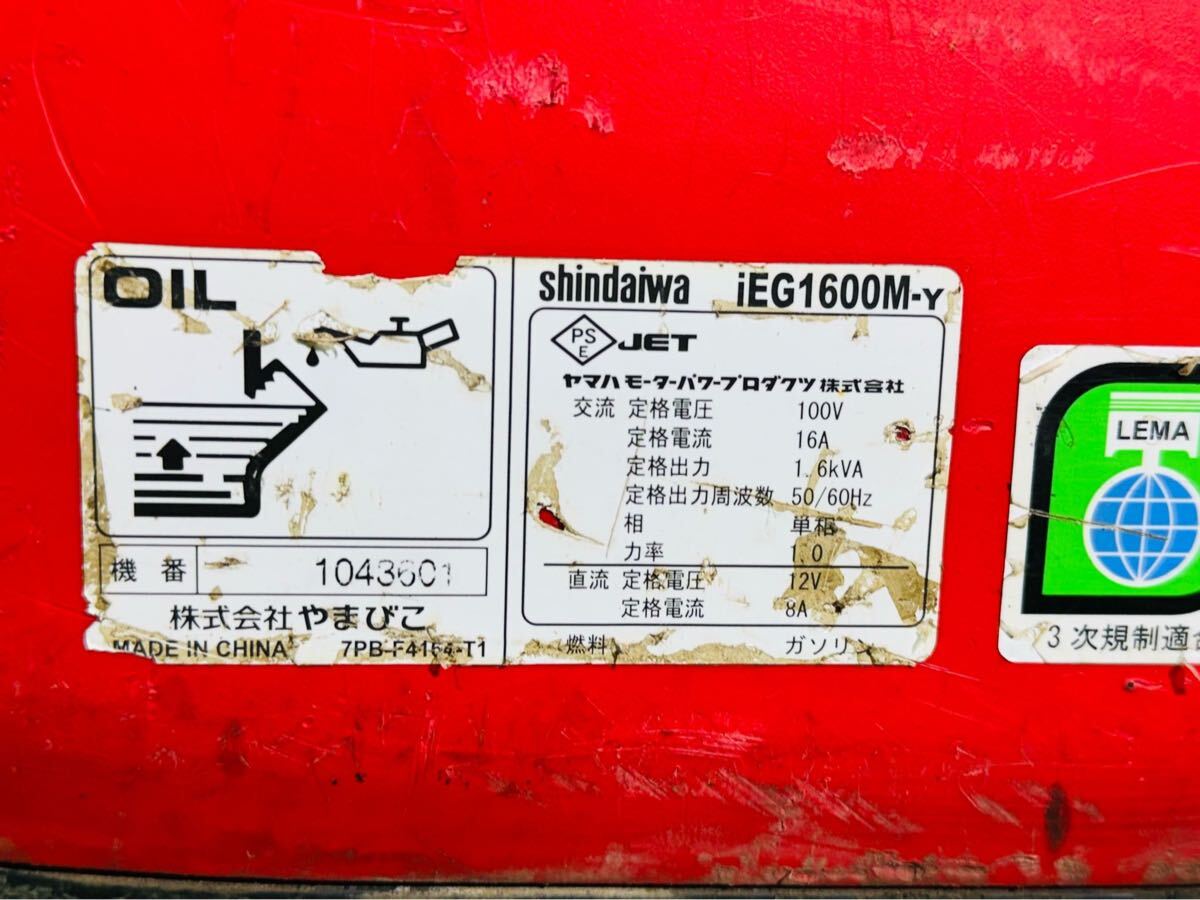 OIL
機番 1043601
株式会社やまびこ
MADE IN CHINA 7PB-F4164-T1
shindaiwa iEG1600M-Y
PSE JET
ヤマハモーターパワープロダクツ株式会社
交流 定格電圧 100V
定格電流 16A
定格出力 1.6kVA
定格出力周波数 50/60Hz
相 単相
力率 1.0
直流 定格電圧 12V
定格電流 8A
燃料 ガソリン
LEMA
3次規制適